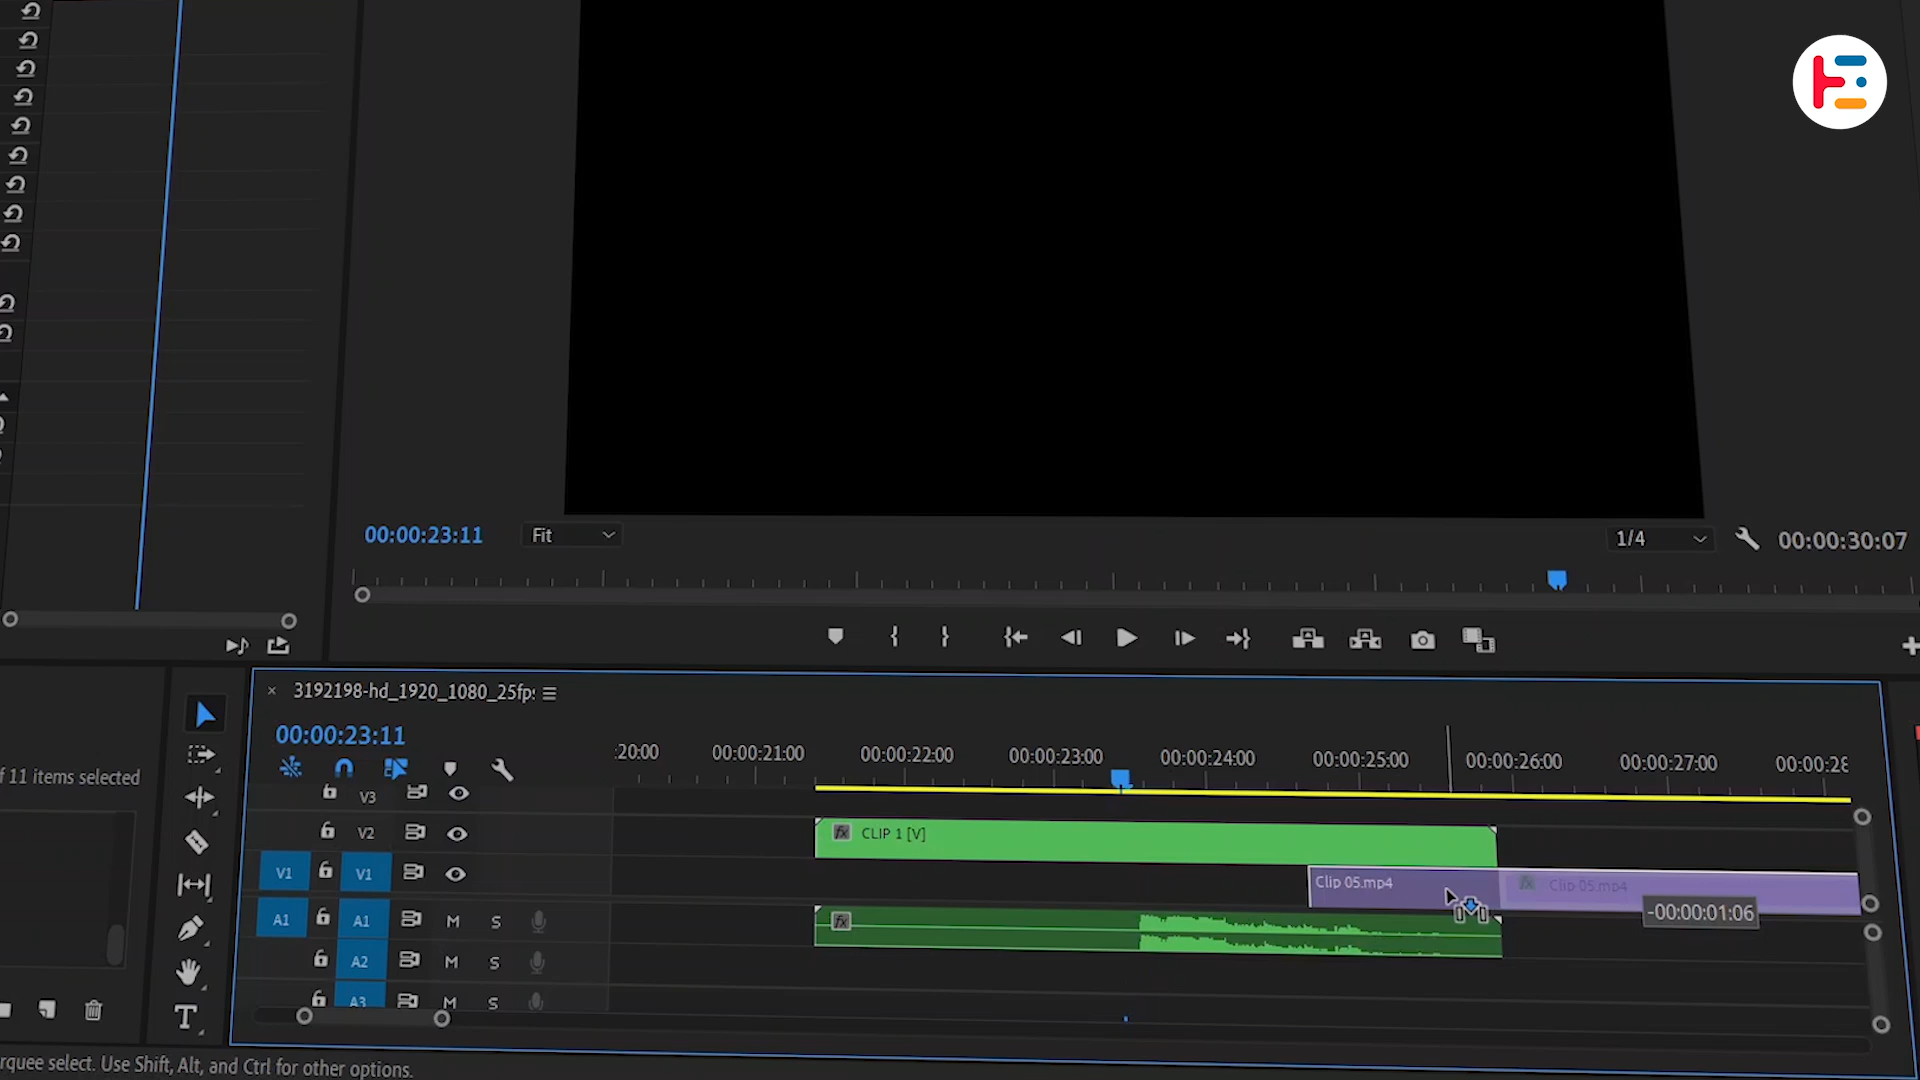 00:00:23:11
Fit
1/4
00:00:30:07
3192198-hd_1920_1080_25fp
00:00:23:11
:20:00
00:00:21:00
00:00:22:00
00:00:23:00
00:00:24:00
00:00:25:00
00:00:26:00
00:00:27:00
00:00:28
f 11 items selected
V3
V2
fx CLIP 1 [V]
V1
V1
Clip 05.mp4
fx Clip 05.mp4
-00:00:01:06
A1
A1
M
S
fx
A2
M
S
A3
M
S
T
rquee select. Use Shift, Alt, and Ctrl for other options.